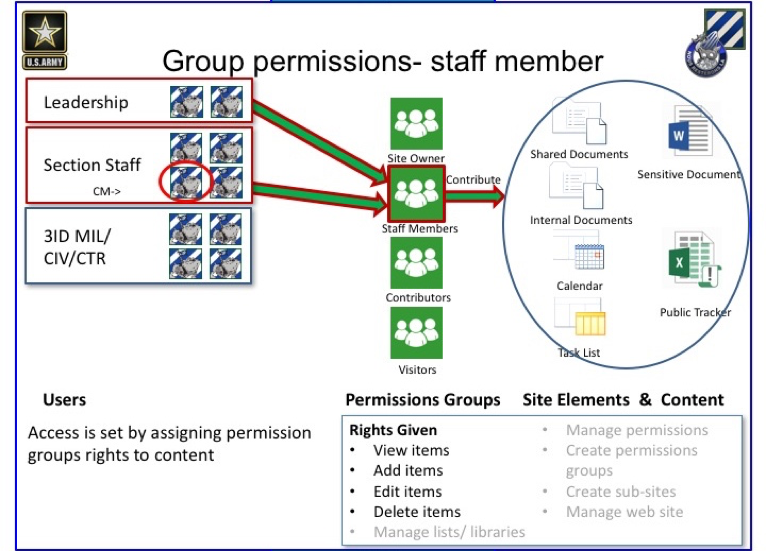 U.S.ARMY
Group permissions- staff member
Leadership
Section Staff
CM->
3ID MIL/
CIV/CTR
Site Owner
Staff Members
Contributors
Visitors
Contribute
Shared Documents
Sensitive Document
Internal Documents
Calendar
Public Tracker
Task List
W
X
Users
Access is set by assigning permission
groups rights to content
Permissions Groups
Site Elements & Content
Rights Given
• View items
• Add items
• Edit items
• Delete items
• Manage lists/ libraries
• Manage permissions
• Create permissions
groups
• Create sub-sites
• Manage web site